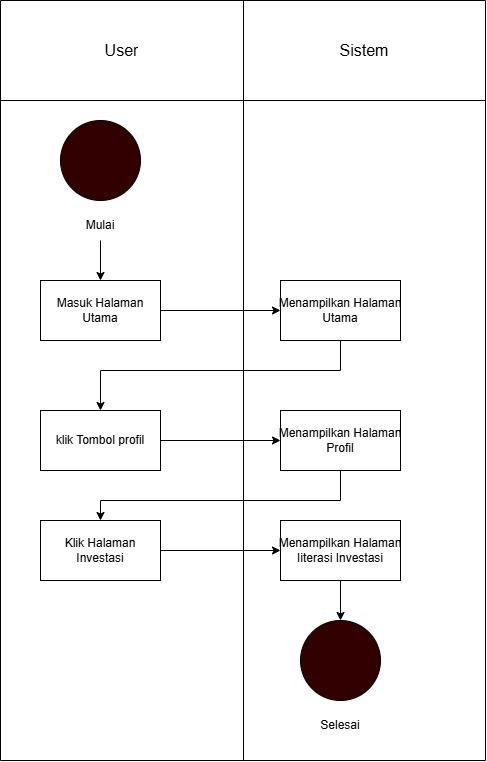 User
Sistem
Mulai
Masuk Halaman
Utama
Menampilkan Halaman
Utama
klik Tombol profil
Menampilkan Halaman
Profil
Klik Halaman
Investasi
Menampilkan Halaman
literasi Investasi
Selesai